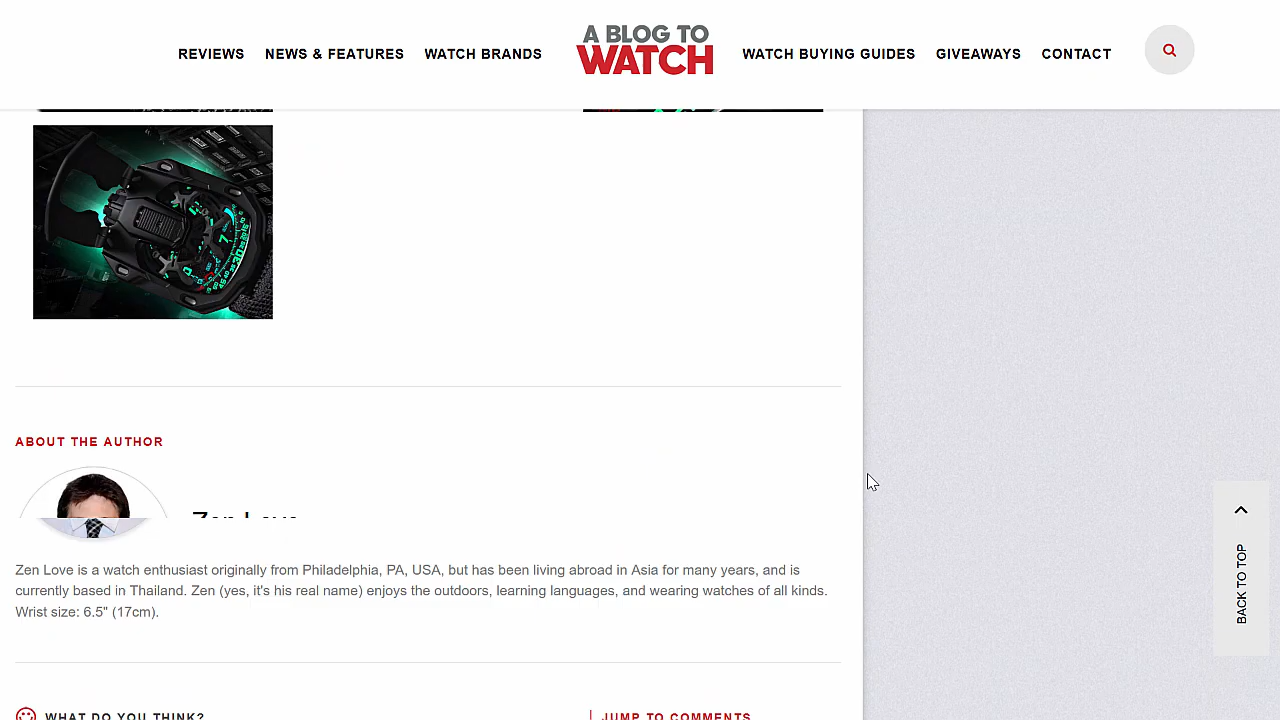 REVIEWS NEWS & FEATURES WATCH BRANDS A BLOG TO WATCH WATCH BUYING GUIDES GIVEAWAYS CONTACT
ABOUT THE AUTHOR
Zen Love
Zen Love is a watch enthusiast originally from Philadelphia, PA, USA, but has been living abroad in Asia for many years, and is
currently based in Thailand. Zen (yes, it's his real name) enjoys the outdoors, learning languages, and wearing watches of all kinds.
Wrist size: 6.5" (17cm).
BACK TO TOP
WHAT DO YOU THINK?
JUMP TO COMMENTS